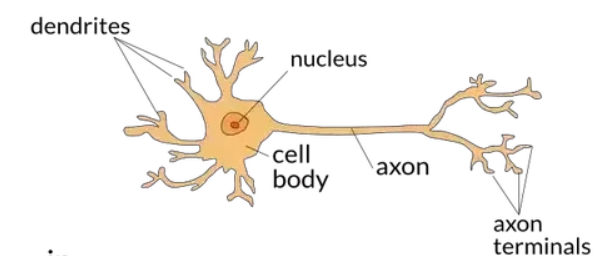 dendrites
nucleus
cell
body
axon
axon
terminals